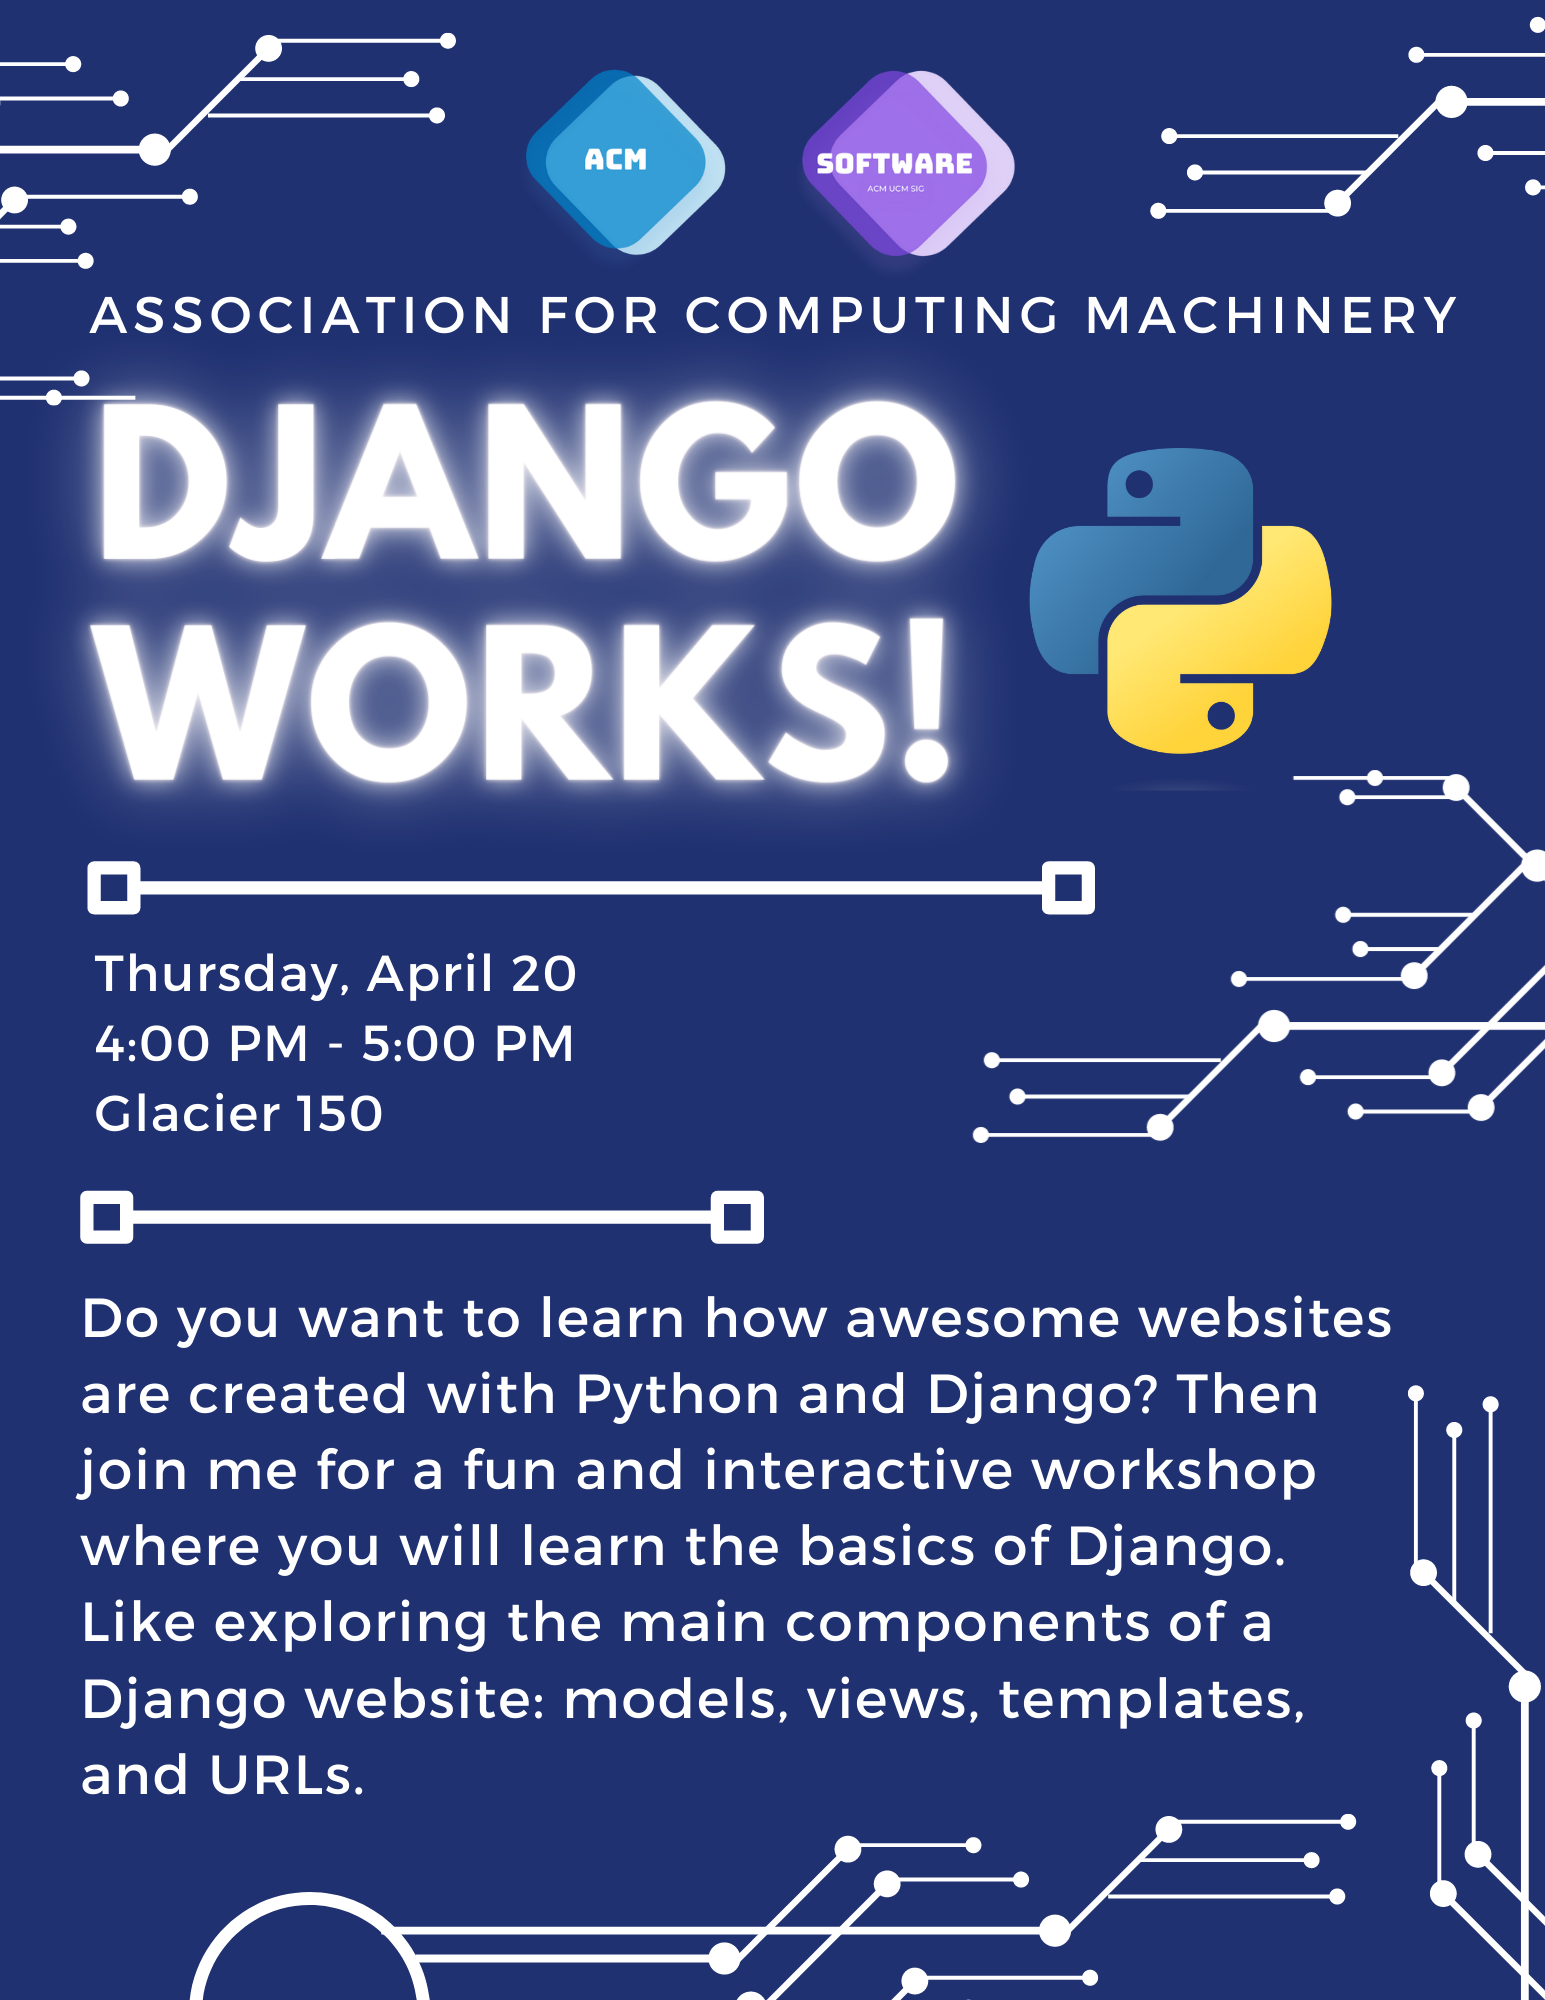 ACM
SOFTWARE
ACM UCM SIG
ASSOCIATION FOR COMPUTING MACHINERY
DJANGO
WORKS!
Thursday, April 20
4:00 PM - 5:00 PM
Glacier 150
Do you want to learn how awesome websites
are created with Python and Django? Then
join me for a fun and interactive workshop
where you will learn the basics of Django.
Like exploring the main components of a
Django website: models, views, templates,
and URLs.